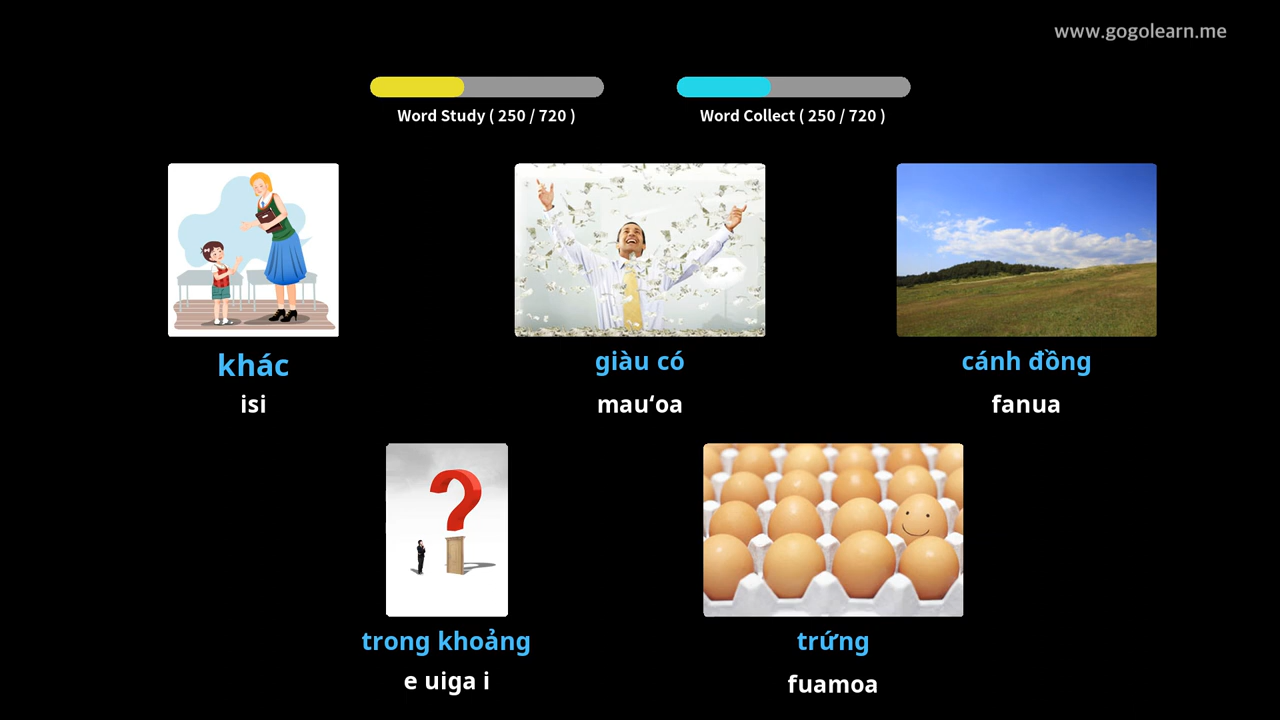 www.gogolearn.me
Word Study ( 250 / 720 )
Word Collect ( 250 / 720 )
khác
isi
giàu có
mauʻoa
cánh đồng
fanua
trong khoảng
e uiga i
trứng
fuamoa